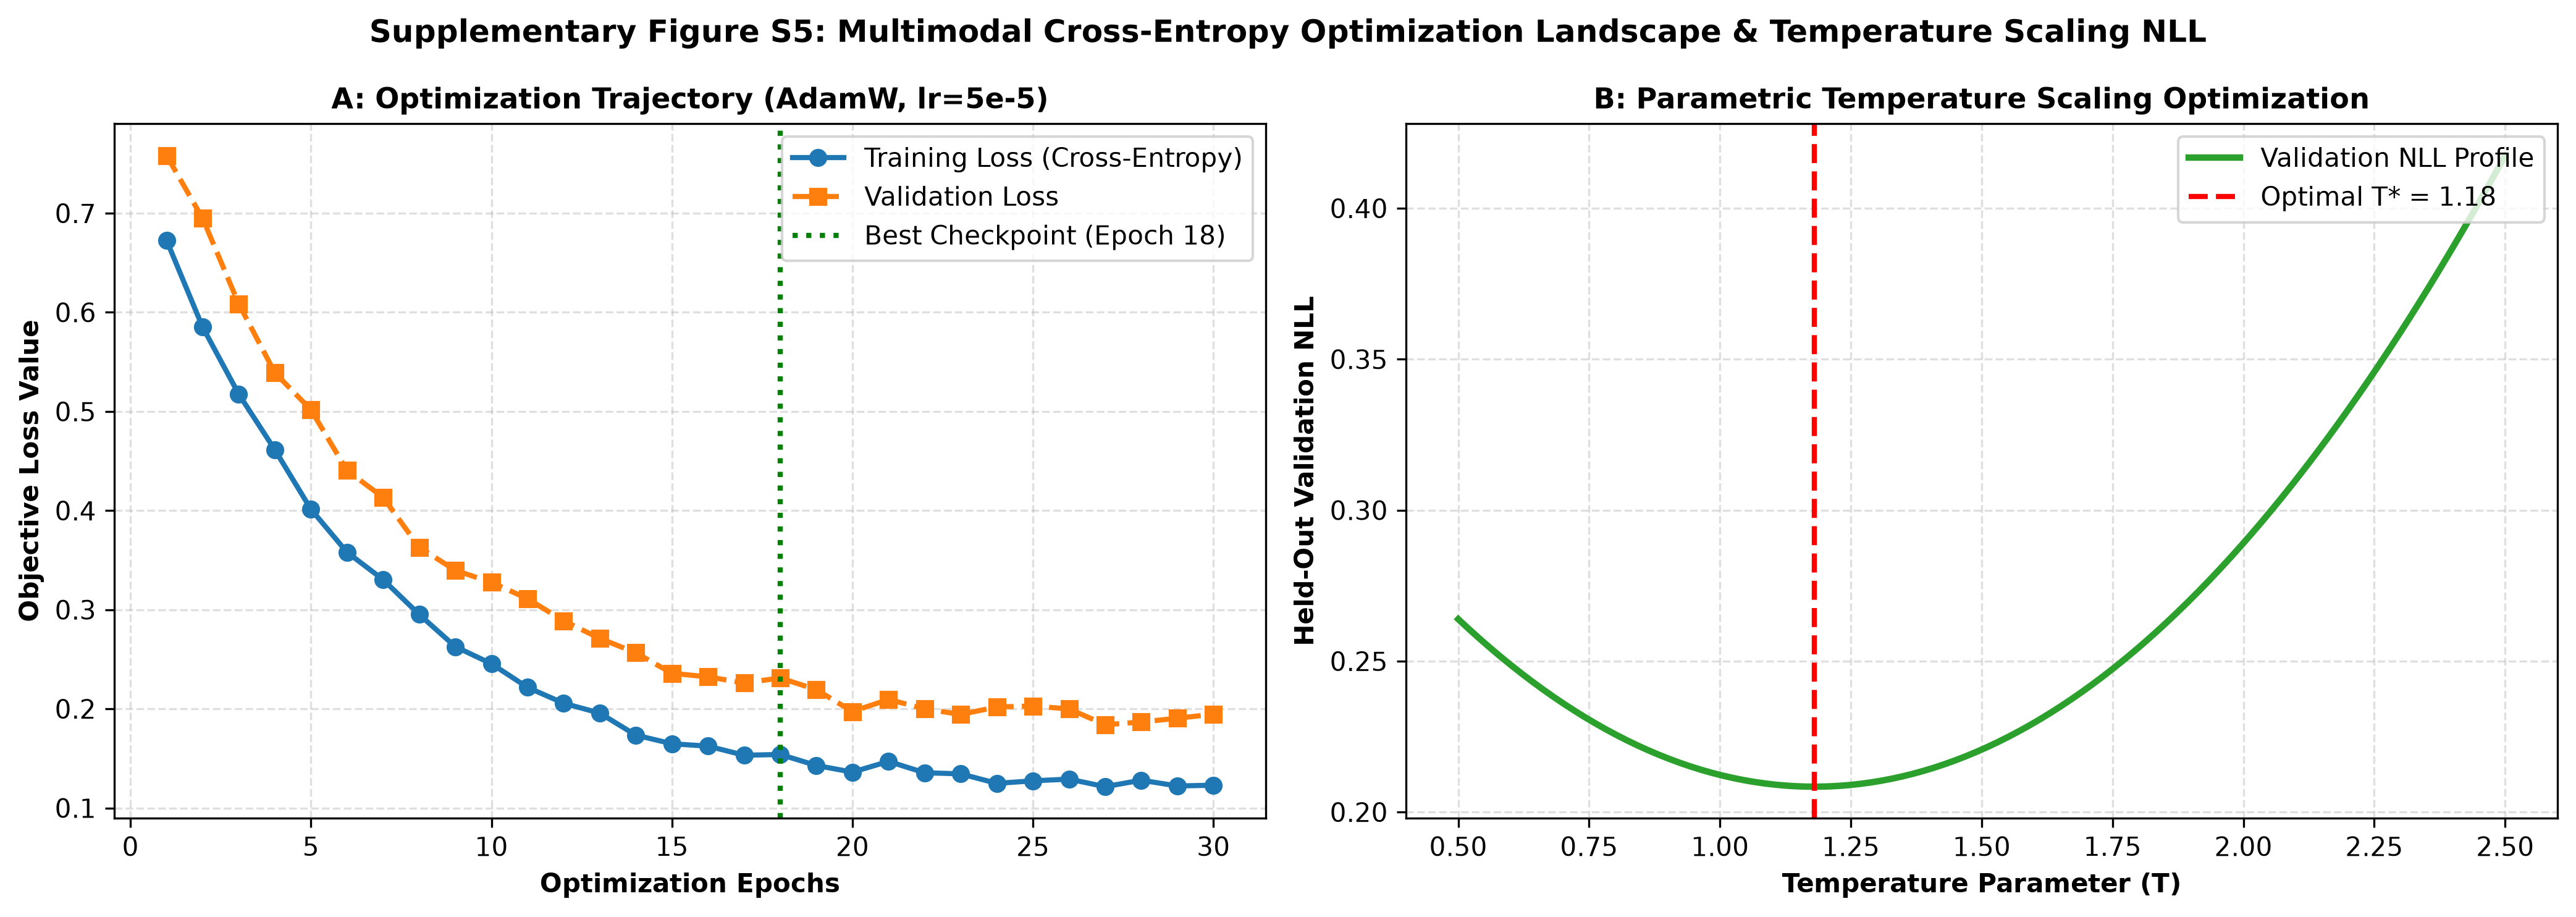 Supplementary Figure S5: Multimodal Cross-Entropy Optimization Landscape & Temperature Scaling NLL
A: Optimization Trajectory (AdamW, lr=5e-5)
Objective Loss Value
0.7
0.6
0.5
0.4
0.3
0.2
0.1
Training Loss (Cross-Entropy)
Validation Loss
Best Checkpoint (Epoch 18)
0 5 10 15 20 25 30
Optimization Epochs
B: Parametric Temperature Scaling Optimization
Held-Out Validation NLL
0.40
0.35
0.30
0.25
0.20
Validation NLL Profile
Optimal T* = 1.18
0.50 0.75 1.00 1.25 1.50 1.75 2.00 2.25 2.50
Temperature Parameter (T)